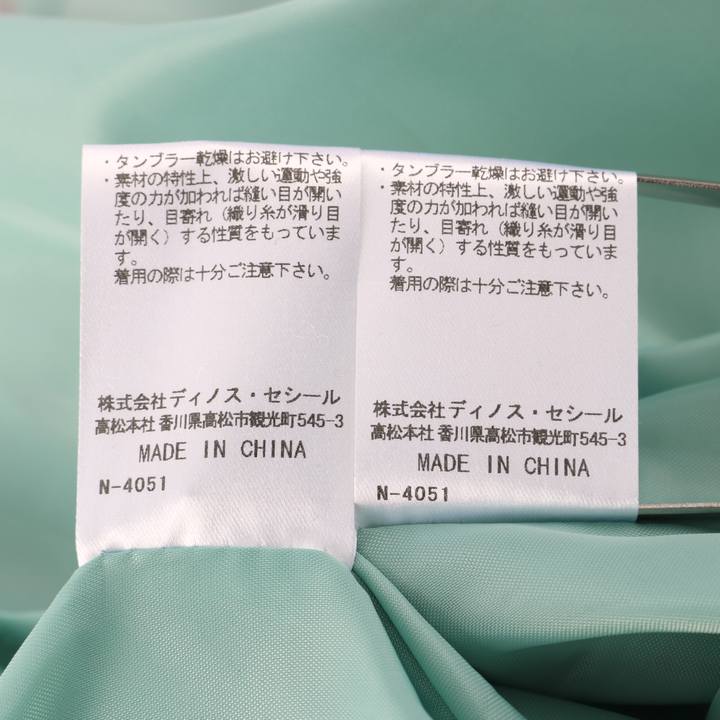 ・タンブラー乾燥はお避け下さい。
・素材の特性上、激しい運動や強
度の力が加われば縫い目が開い
たり、目寄れ（織り糸が滑り目
が開く）する性質をもっていま
す。
着用の際は十分ご注意下さい。
株式会社ディノス・セシール
高松本社 香川県高松市観光町545-3
MADE IN CHINA
N-4051
・タンブラー乾燥はお避け下さい。
・素材の特性上、激しい運動や強
度の力が加われば縫い目が開い
たり、目寄れ（織り糸が滑り目
が開く）する性質をもっていま
す。
着用の際は十分ご注意下さい。
株式会社ディノス・セシール
高松本社 香川県高松市観光町545-3
MADE IN CHINA
N-4051